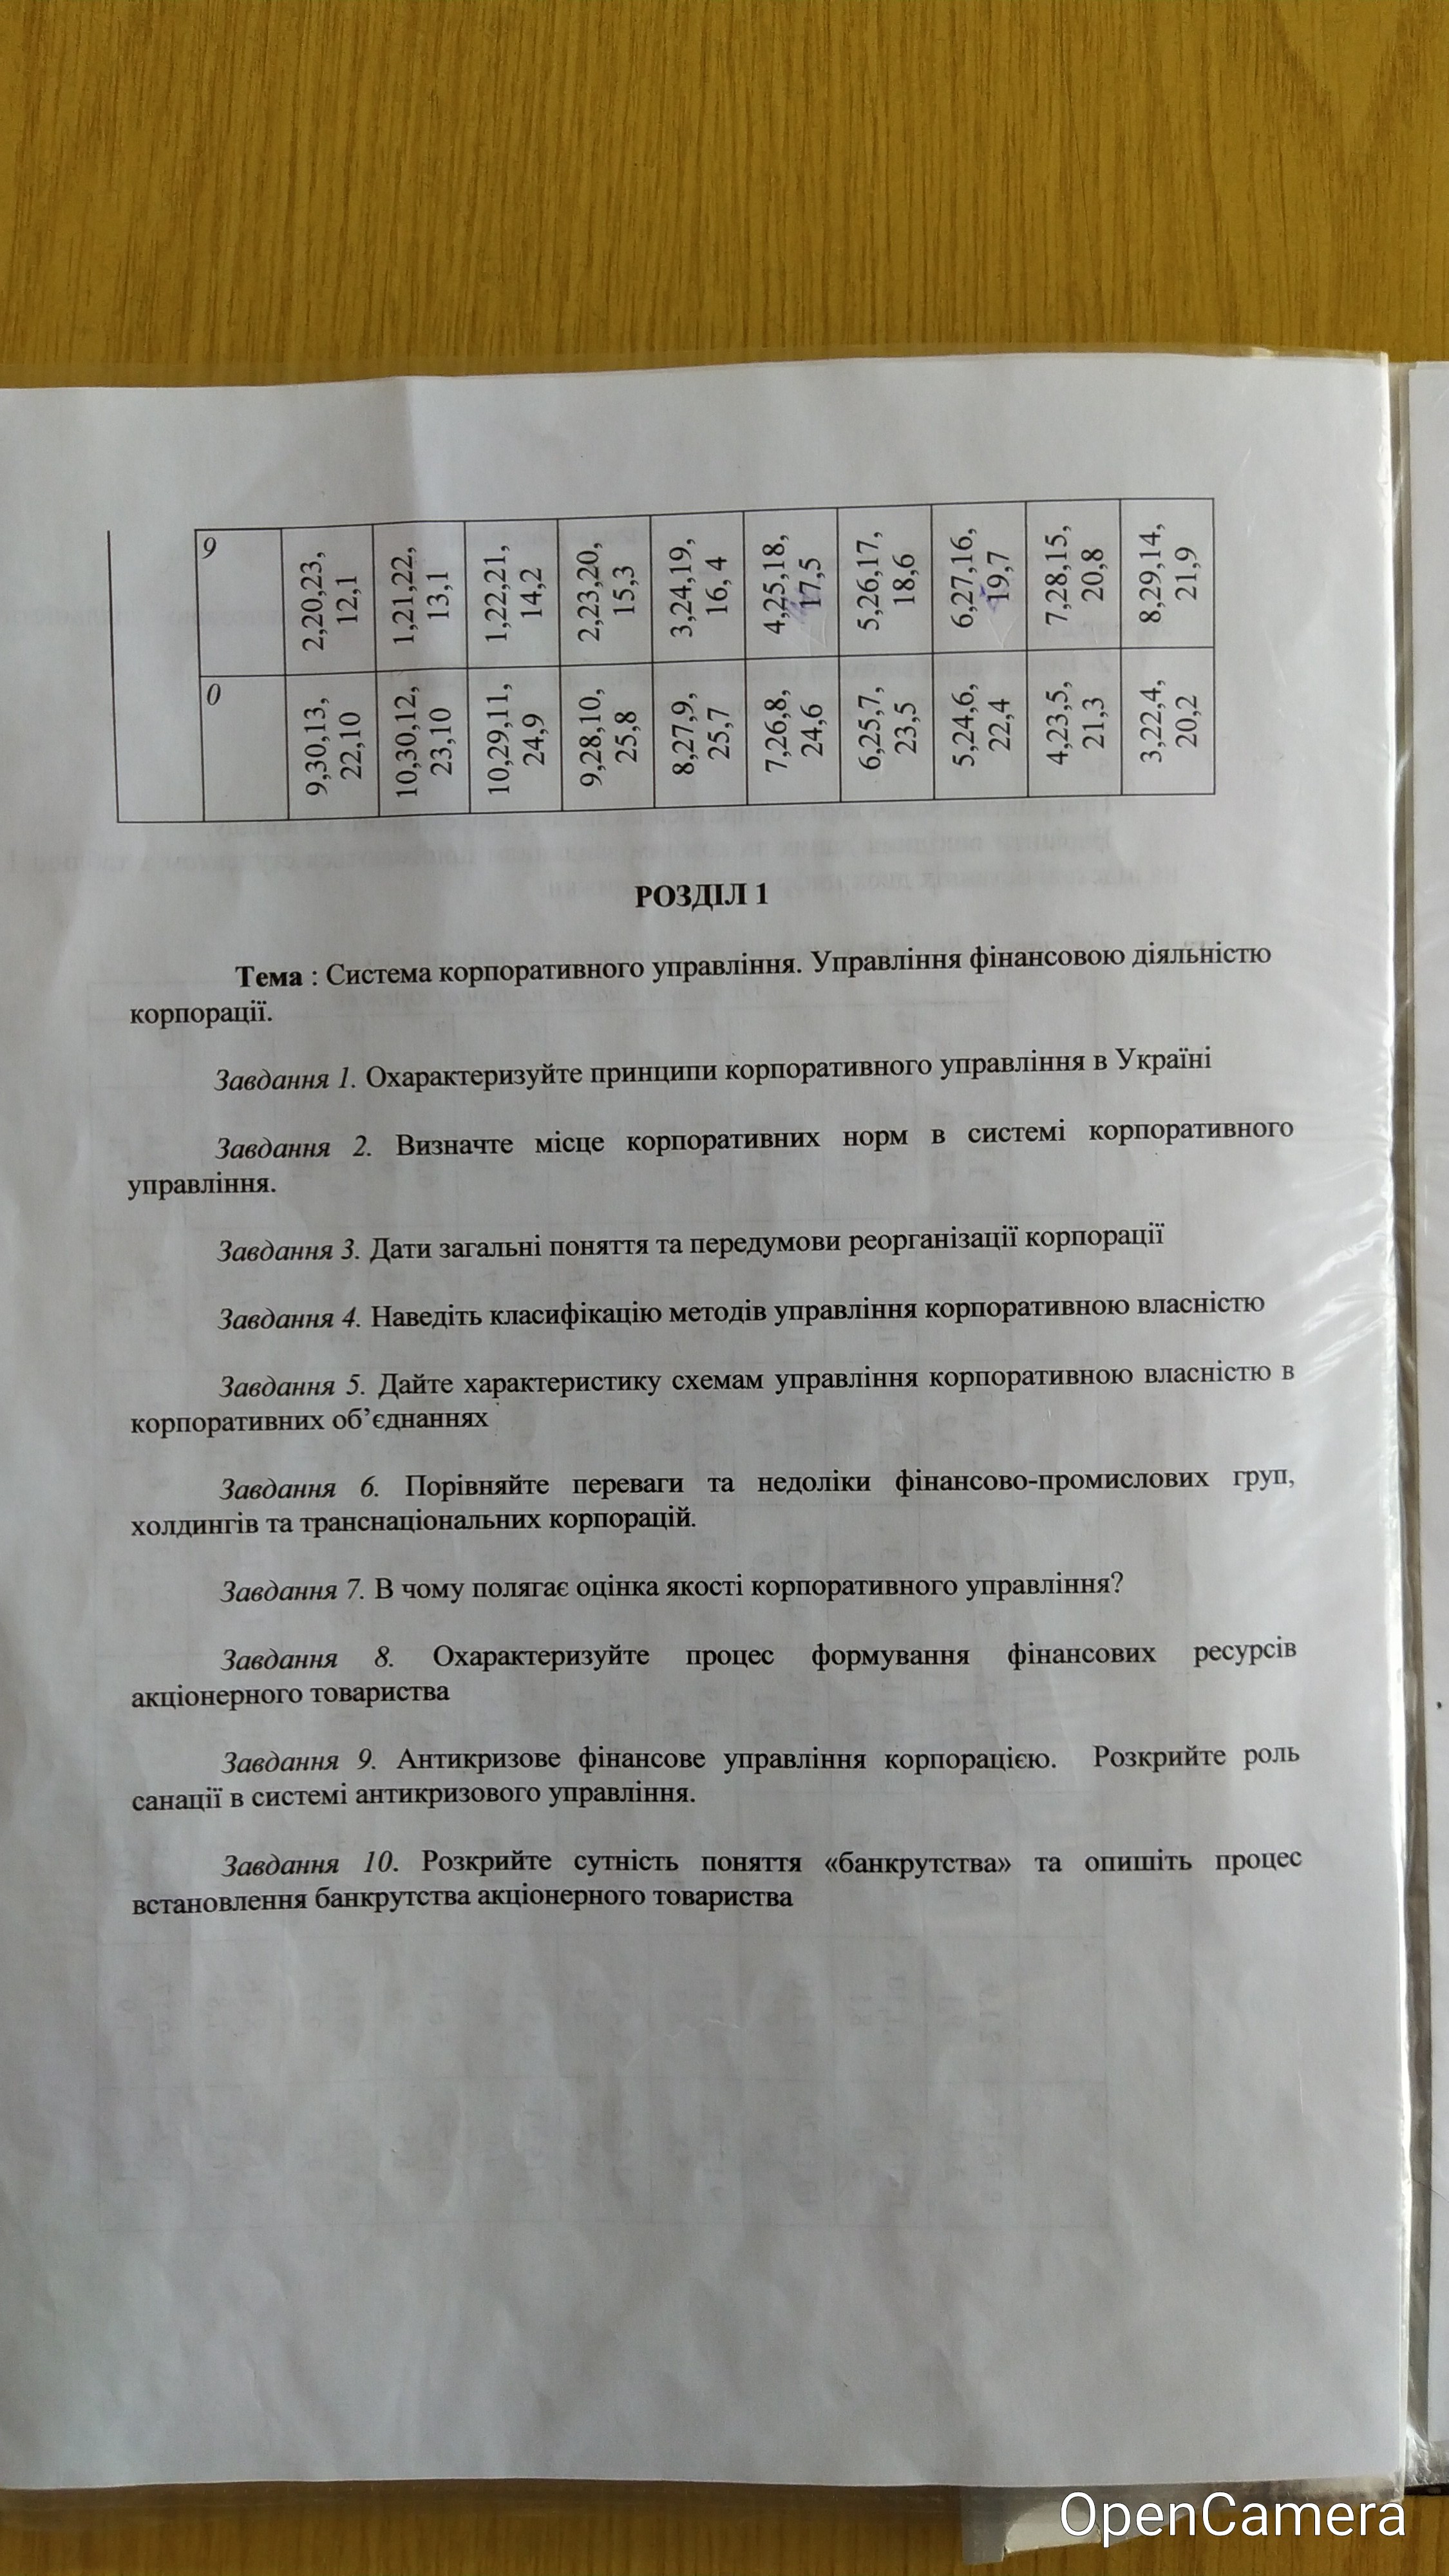 0
9
9,30,13,
22,10
2,20,23,
12,1
10,30,12,
23,10
1,21,22,
13,1
10,29,11,
24,9
1,22,21,
14,2
9,28,10,
25,8
2,23,20,
15,3
8,27,9,
25,7
3,24,19,
16, 4
7,26,8,
24,6
4,25,18,
17,5
6,25,7,
23,5
5,26,17,
18,6
5,24,6,
22,4
6,27,16,
19,7
4,23,5,
21,3
7,28,15,
20,8
3,22,4,
20,2
8,29,14,
21,9
РОЗДІЛ 1
Тема : Система корпоративного управління. Управління фінансовою діяльністю
корпорації.
Завдання 1. Охарактеризуйте принципи корпоративного управління в Україні
Завдання 2. Визначте місце корпоративних норм в системі корпоративного
управління.
Завдання 3. Дати загальні поняття та передумови реорганізації корпорації
Завдання 4. Наведіть класифікацію методів управління корпоративною власністю
Завдання 5. Дайте характеристику схемам управління корпоративною власністю в
корпоративних об’єднаннях
Завдання 6. Порівняйте переваги та недоліки фінансово-промислових груп,
холдингів та транснаціональних корпорацій.
Завдання 7. В чому полягає оцінка якості корпоративного управління?
Завдання 8. Охарактеризуйте процес формування фінансових ресурсів
акціонерного товариства
Завдання 9. Антикризове фінансове управління корпорацією. Розкрийте роль
санації в системі антикризового управління.
Завдання 10. Розкрийте сутність поняття «банкрутства» та опишіть процес
встановлення банкрутства акціонерного товариства
OpenCamera